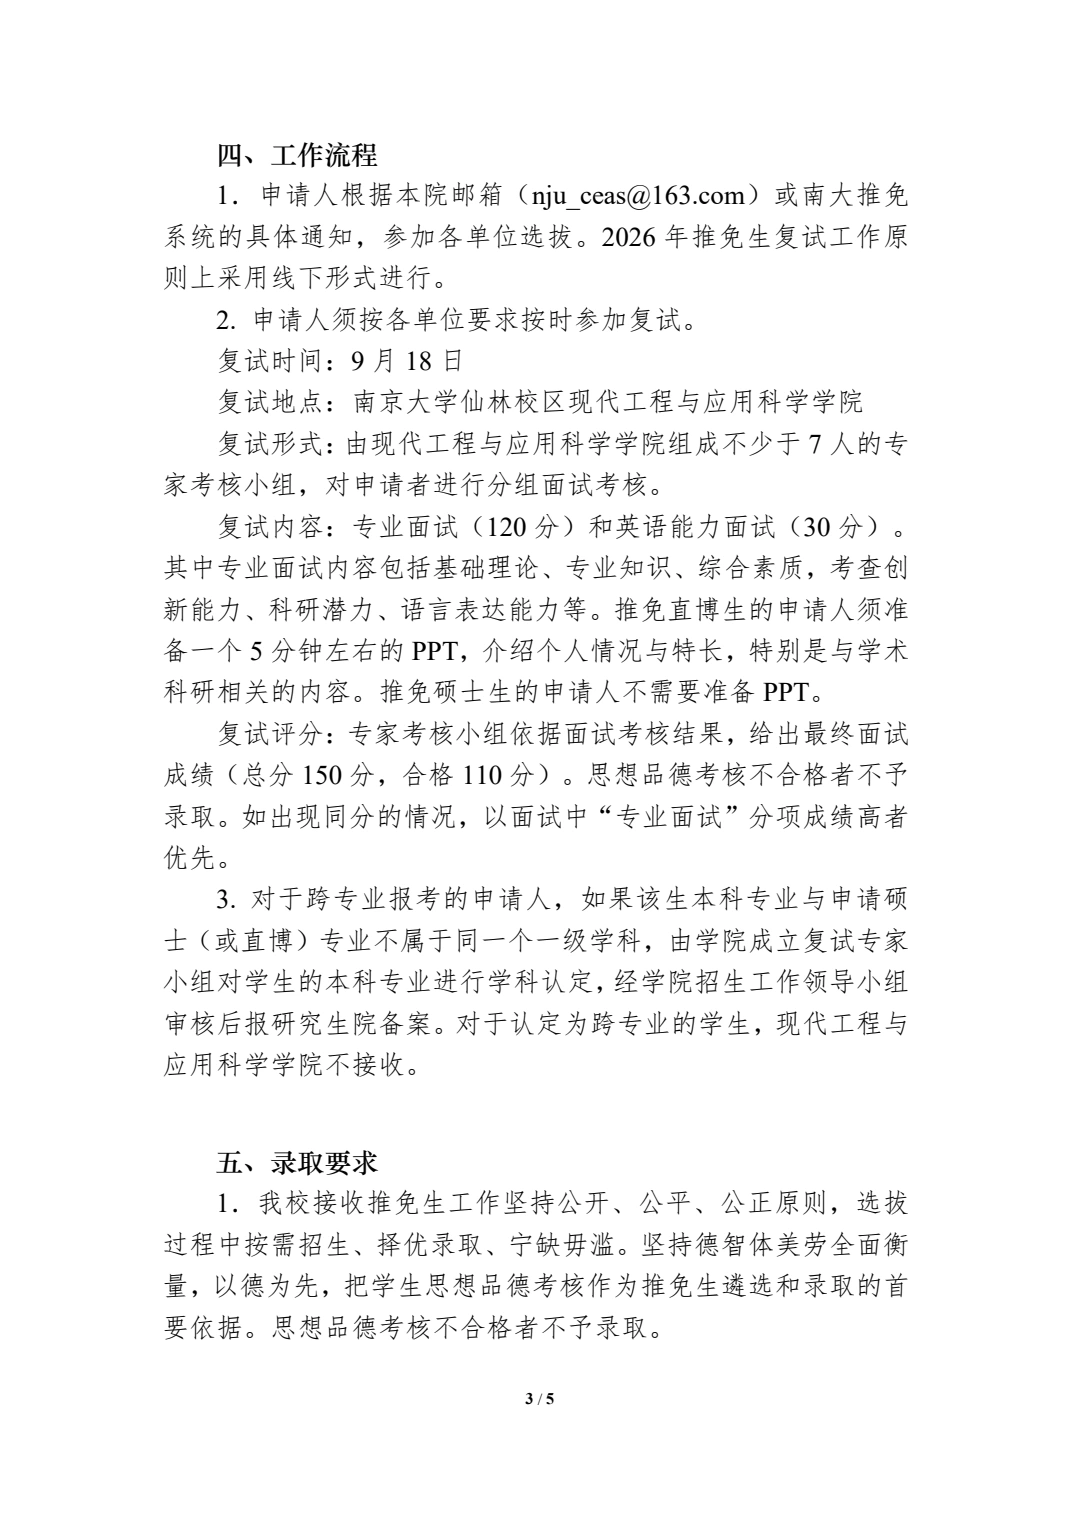 四、工作流程
1．申请人根据本院邮箱（nju_ceas@163.com）或南大推免
系统的具体通知，参加各单位选拔。2026 年推免生复试工作原
则上采用线下形式进行。
2. 申请人须按各单位要求按时参加复试。
复试时间：9 月 18 日
复试地点：南京大学仙林校区现代工程与应用科学学院
复试形式：由现代工程与应用科学学院组成不少于 7 人的专
家考核小组，对申请者进行分组面试考核。
复试内容：专业面试（120 分）和英语能力面试（30 分）。
其中专业面试内容包括基础理论、专业知识、综合素质，考查创
新能力、科研潜力、语言表达能力等。推免直博生的申请人须准
备一个 5 分钟左右的 PPT，介绍个人情况与特长，特别是与学术
科研相关的内容。推免硕士生的申请人不需要准备 PPT。
复试评分：专家考核小组依据面试考核结果，给出最终面试
成绩（总分 150 分，合格 110 分）。思想品德考核不合格者不予
录取。如出现同分的情况，以面试中“专业面试”分项成绩高者
优先。
3. 对于跨专业报考的申请人，如果该生本科专业与申请硕
士（或直博）专业不属于同一个一级学科，由学院成立复试专家
小组对学生的本科专业进行学科认定，经学院招生工作领导小组
审核后报研究生院备案。对于认定为跨专业的学生，现代工程与
应用科学学院不接收。
五、录取要求
1．我校接收推免生工作坚持公开、公平、公正原则，选拔
过程中按需招生、择优录取、宁缺毋滥。坚持德智体美劳全面衡
量，以德为先，把学生思想品德考核作为推免生遴选和录取的首
要依据。思想品德考核不合格者不予录取。
3 / 5